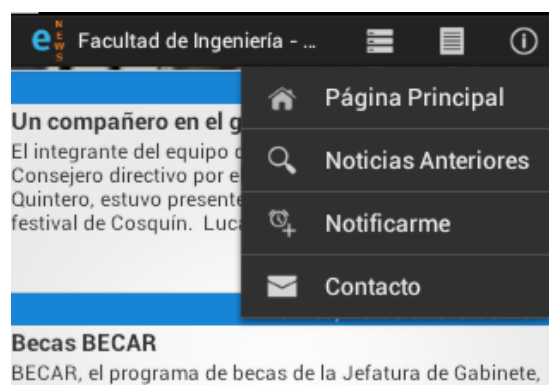 e NEWS Facultad de Ingeniería - ...
Página Principal
Noticias Anteriores
Notificarme
Contacto
Un compañero en el g
El integrante del equipo
Consejero directivo por e
Quintero, estuvo presente
festival de Cosquín. Luca
Becas BECAR
BECAR, el programa de becas de la Jefatura de Gabinete,